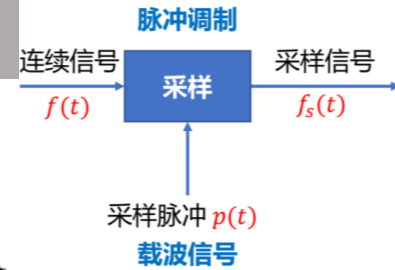 脉冲调制
连续信号
采样
采样信号
f(t)
fₛ(t)
采样脉冲 p(t)
载波信号